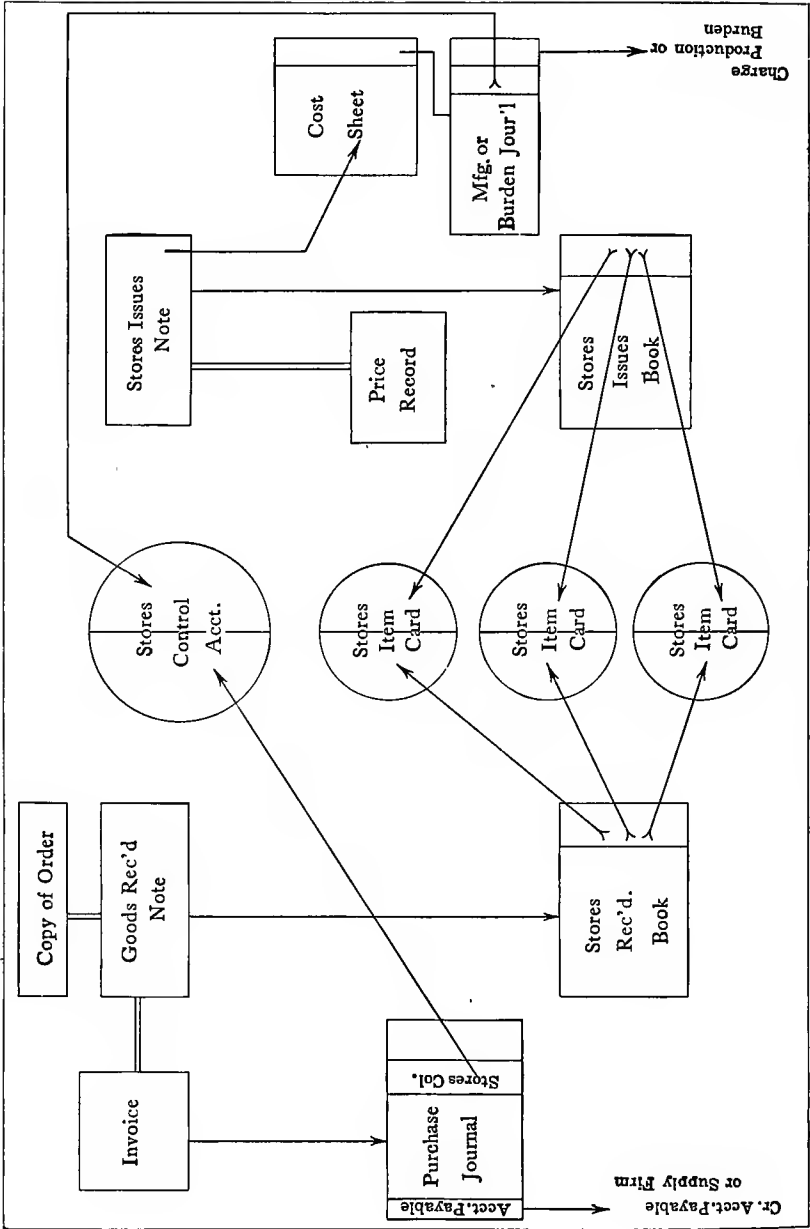 Copy of Order
Invoice
Goods Rec'd
Note
Purchase
Journal
Acct.Payable
Stores Col.
Cr. Acct.Payable
or Supply Firm
Stores
Rec'd.
Book
Stores
Control
Acct.
Stores
Item
Card
Stores
Item
Card
Stores
Item
Card
Stores Issues
Note
Price
Record
Stores
Issues
Book
Cost
Sheet
Mfg. or
Burden Jour'l
Charge
Production or
Burden